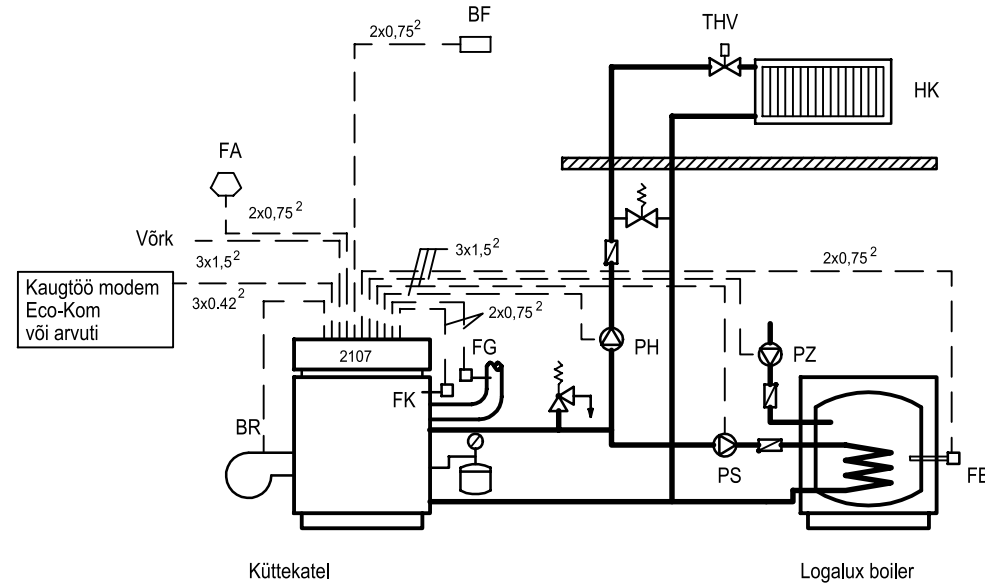 THV
BF
2x0,75²
HK
FA
2x0,75²
Võrk
3x1,5²
3x1,5²
2x0,75²
Kaugtöö modem
Eco-Kom
või arvuti
3x0.42²
2x0,75²
2107
FG
PH
PZ
FK
BR
PS
FB
Küttekatel
Logalux boiler